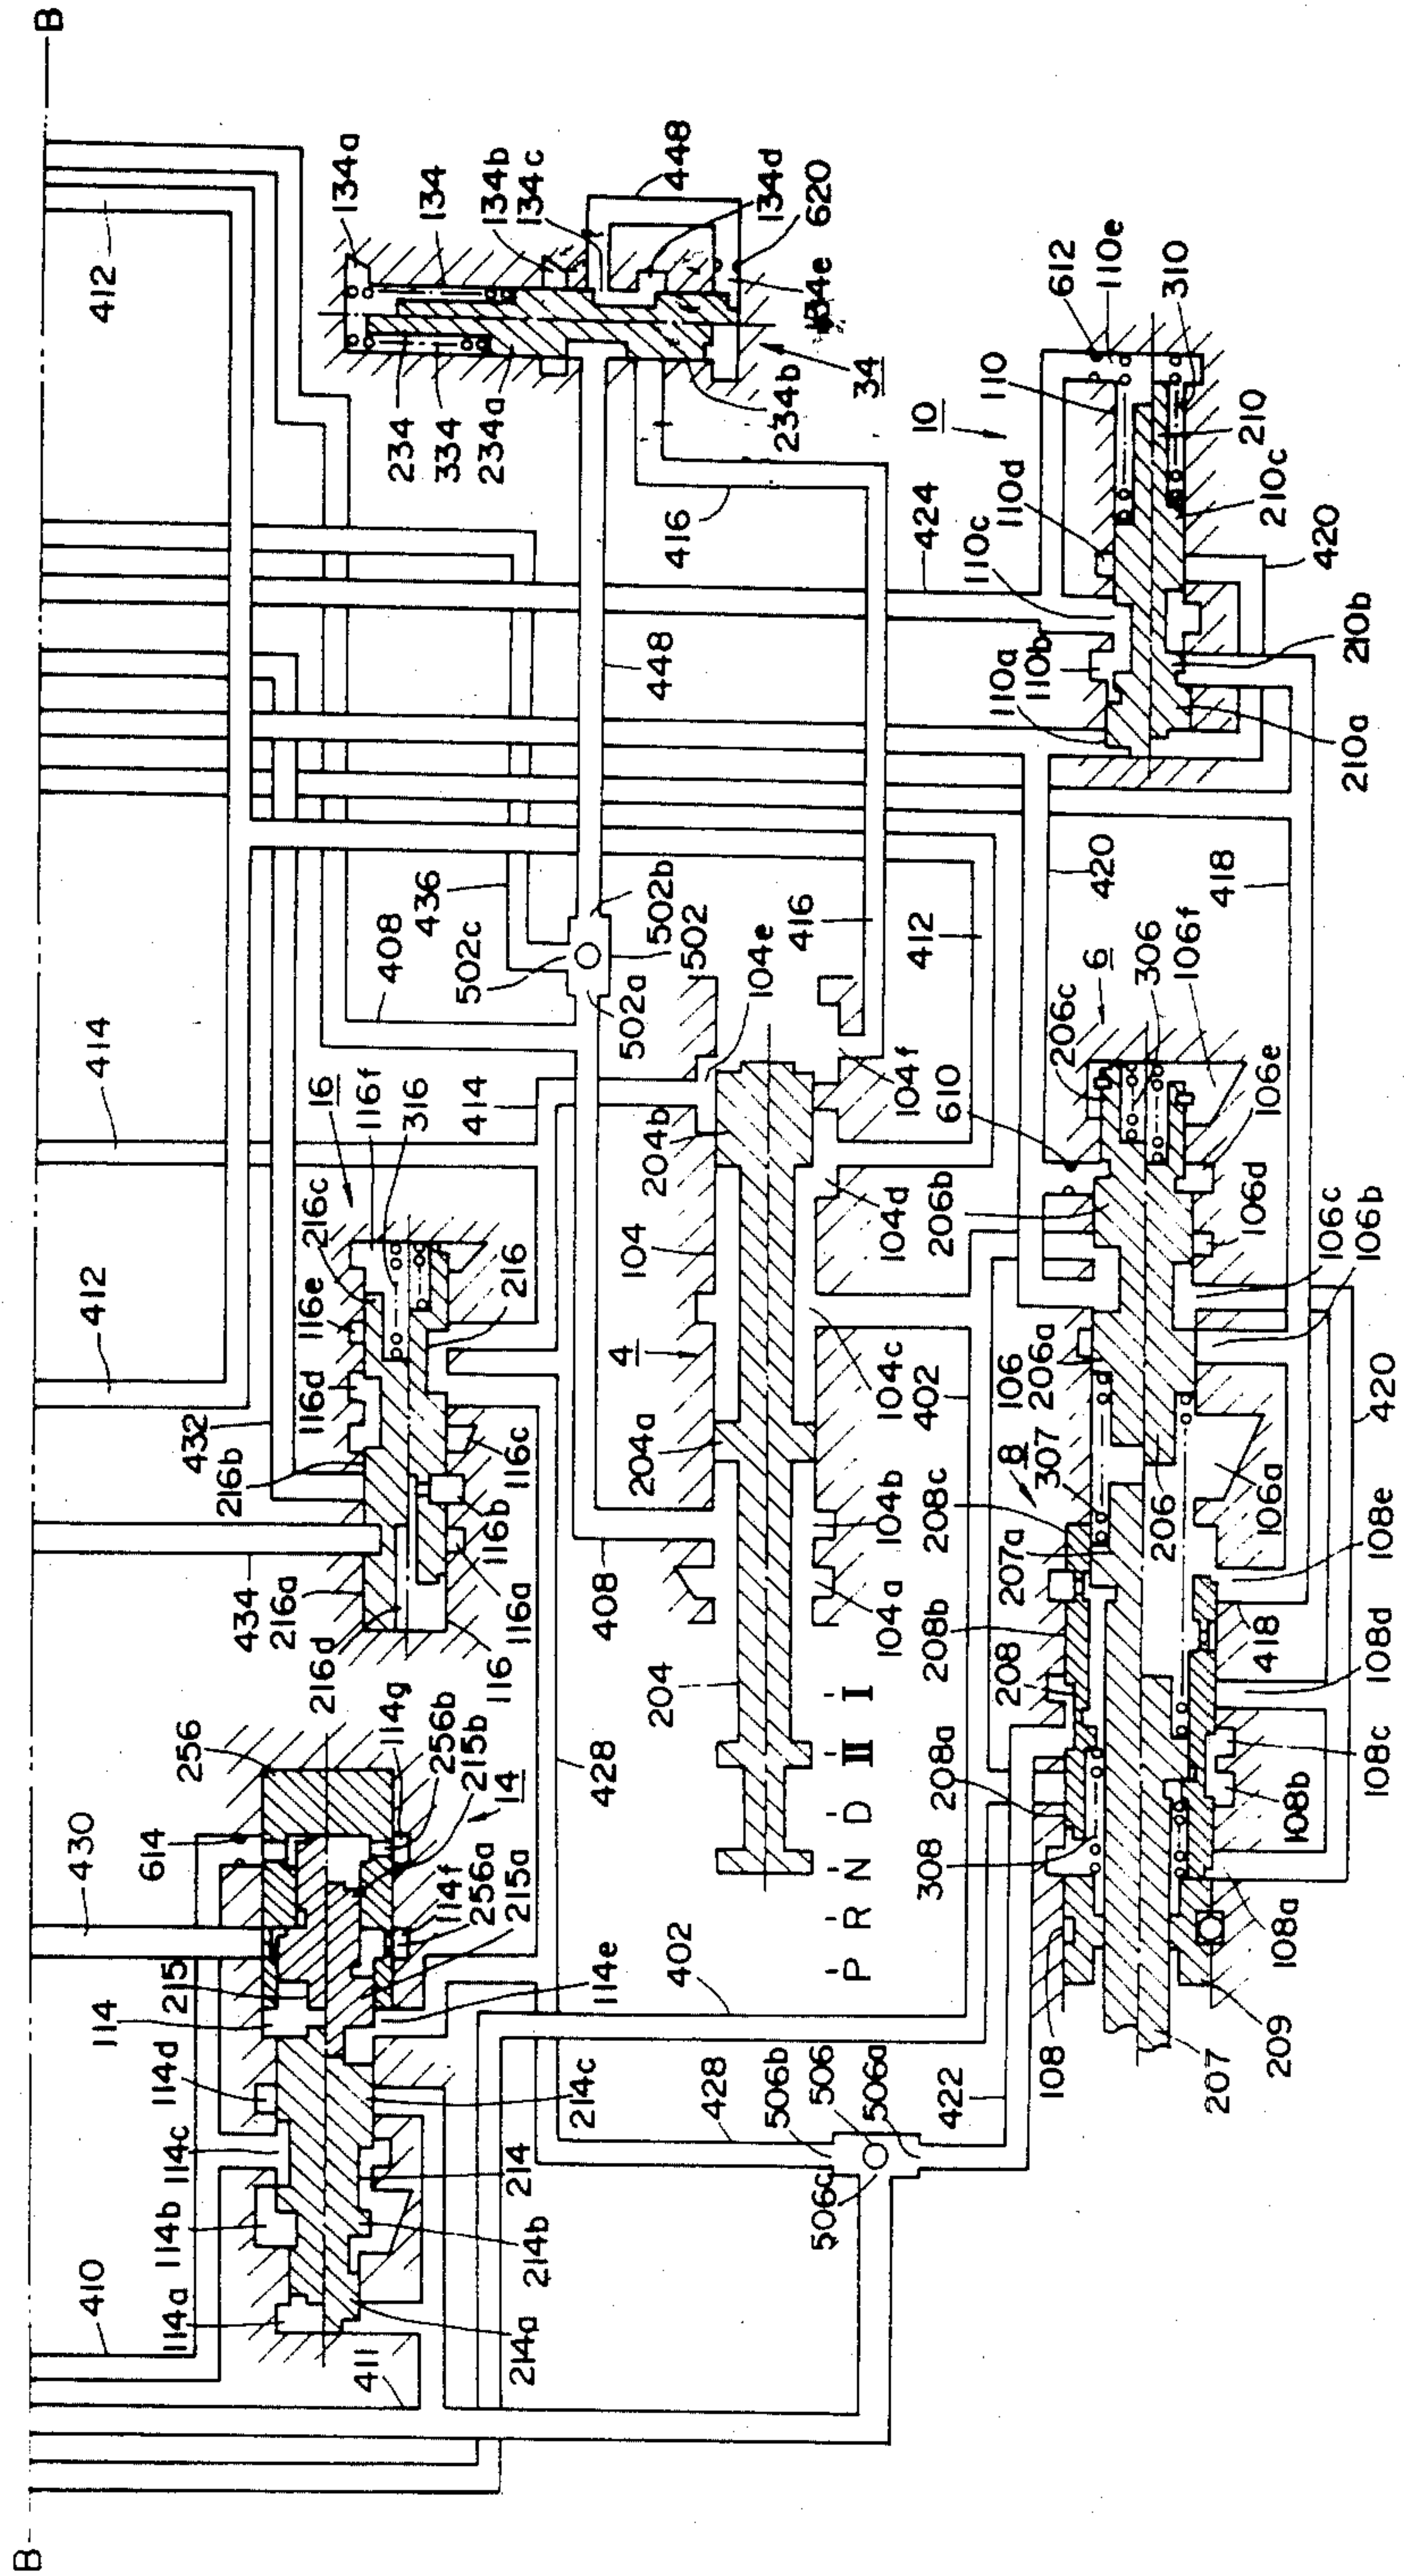 B
B
412
134a
134
134b
134c
448
134d
620
134e
34
234
334
234a
234b
416
424
448
10
110
612
110e
310
110d
110c
110a
110b
210
210c
420
210b
210a
414
412
408
436
502c
502b
502
502a
104e
416
412
420
418
16
116f
316
414
216c
116e
116d
432
216b
216
116c
116b
116a
116
434
216a
216d
204b
104
4
204a
104d
104f
610
206b
104c
402
104b
104a
408
204
P R N D II I
6
206c
306
106f
106e
106d
106c
106b
106
206a
8
307
208c
207a
208b
208
208a
308
206
106a
108e
418
108d
420
108c
108b
108a
209
207
108
256
114g
256b
215b
14
614
430
256a
215a
114f
428
114e
215
114
114d
114c
114b
114a
410
214c
214
214b
214a
411
402
428
506b
506
506a
506c
422